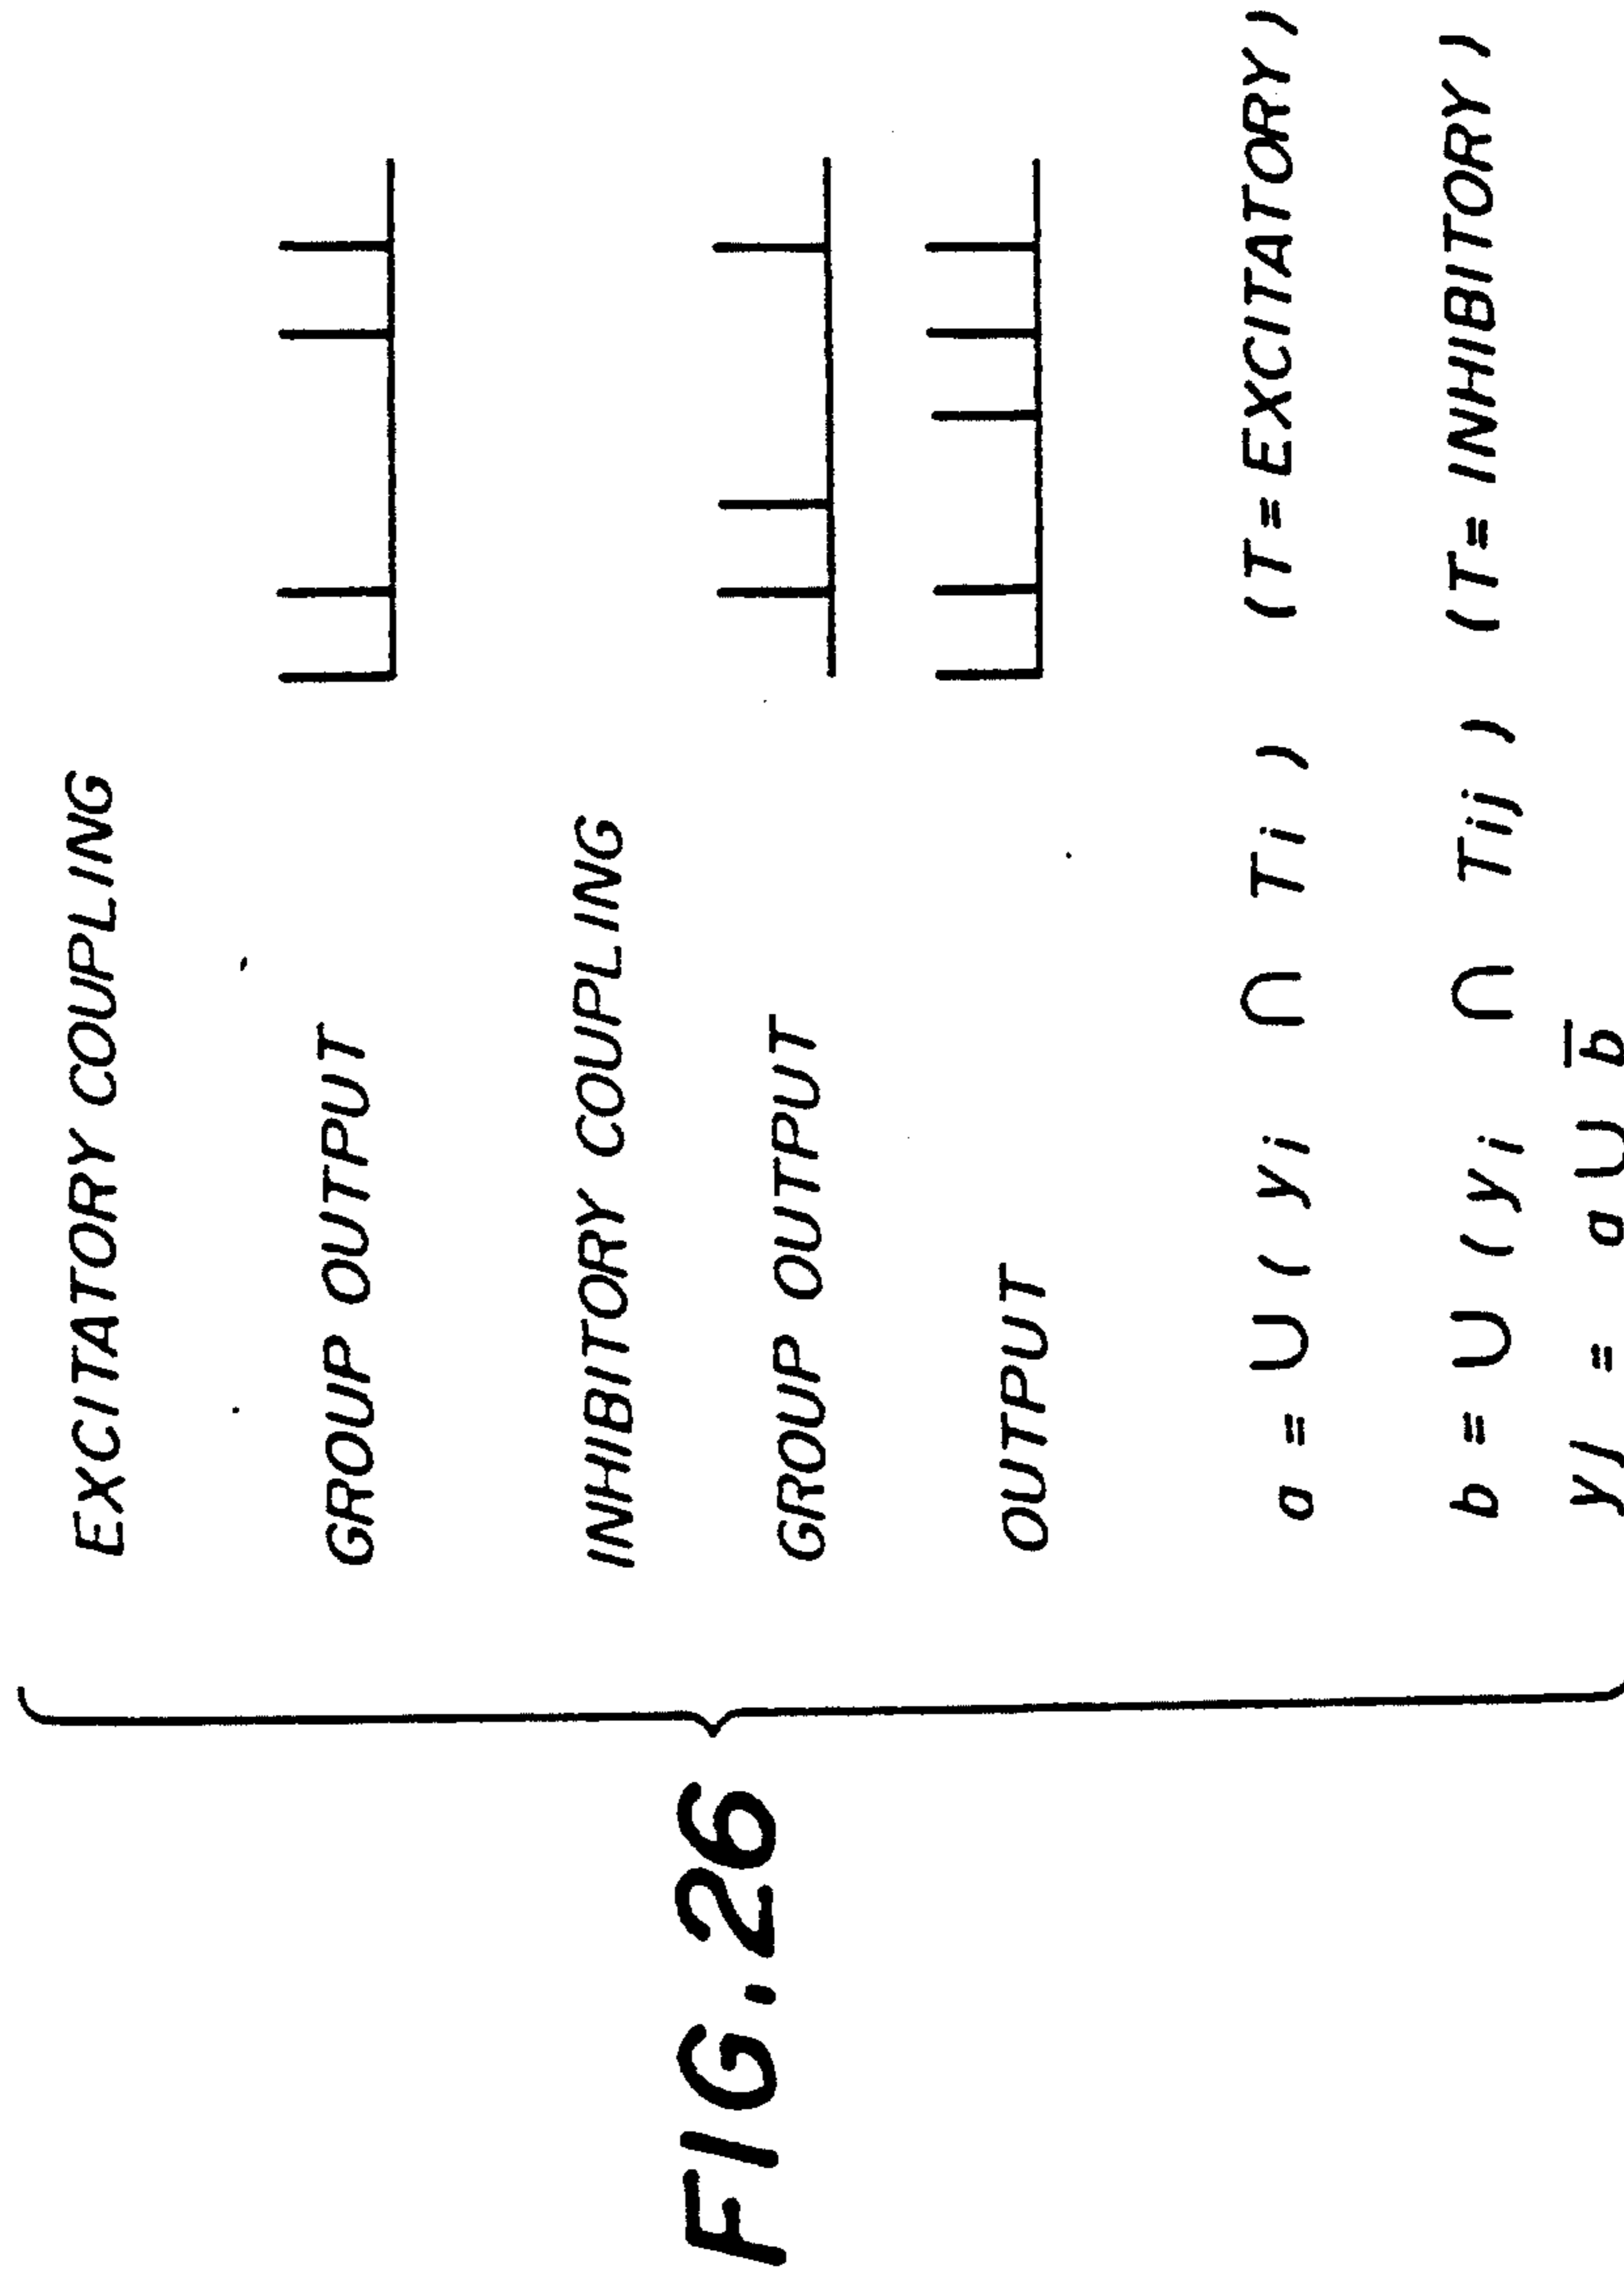 FIG. 26
EXCITATORY COUPLING
GROUP OUTPUT
INHIBITORY COUPLING
GROUP OUTPUT
OUTPUT
a = ∪ ( yi ∩ Ti ) (T = EXCITATORY)
b = ∪ ( yi ∩ Tij ) (T = INHIBITORY)
yj = a ∪ b̅